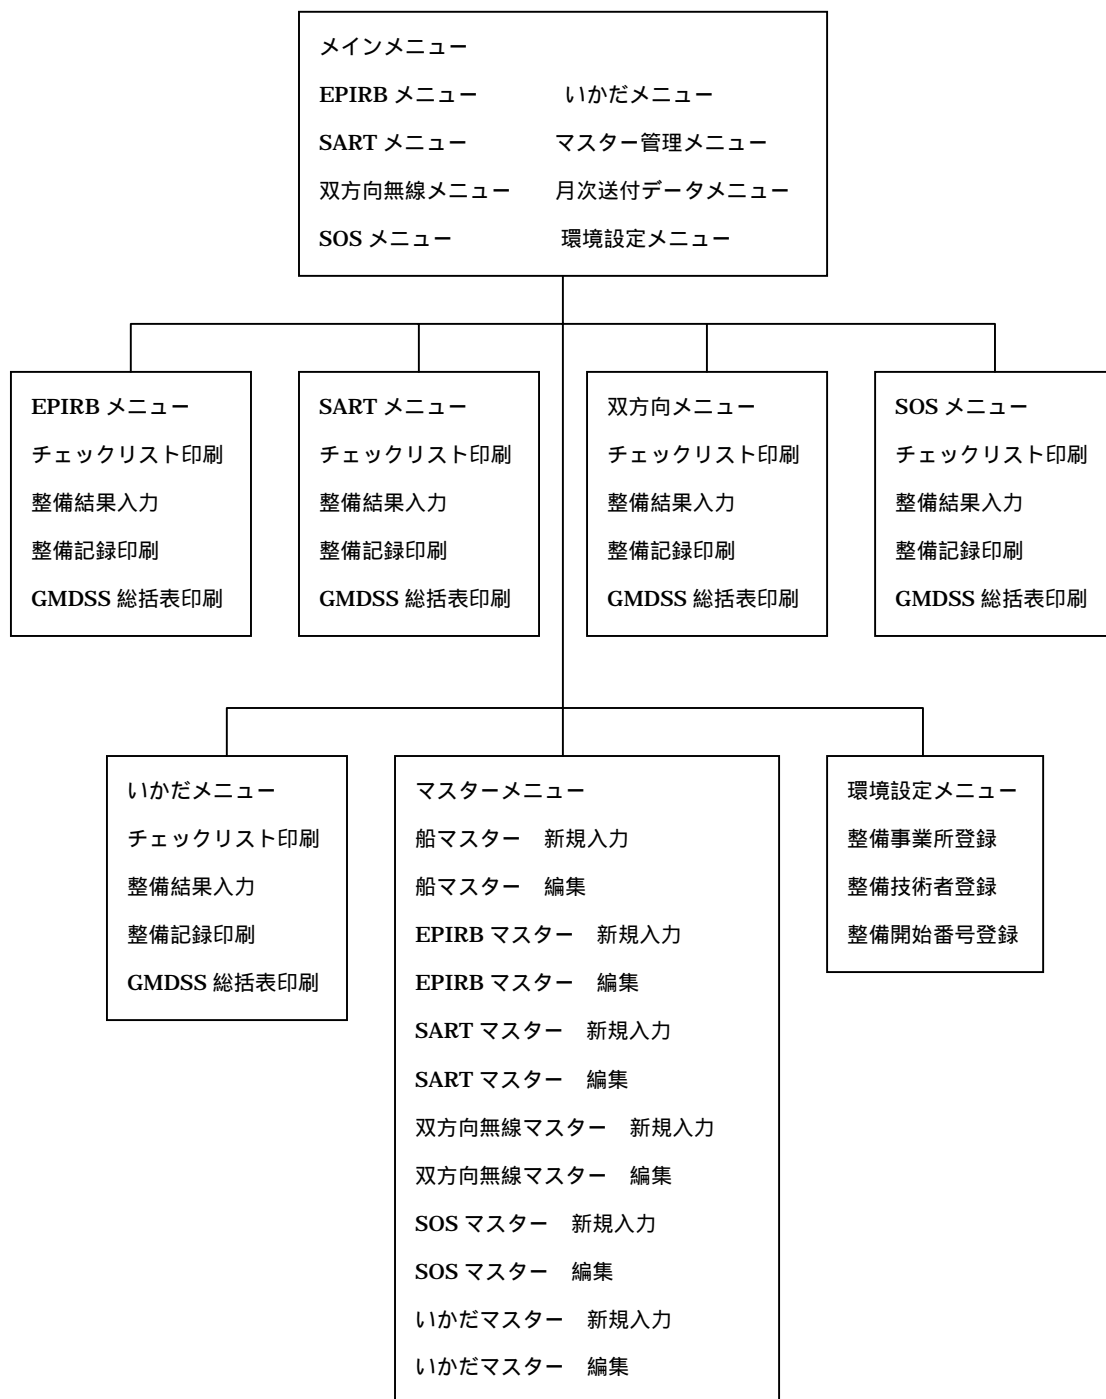 メインメニュー
EPIRB メニュー　いかだメニュー
SART メニュー　マスター管理メニュー
双方向無線メニュー　月次送付データメニュー
SOS メニュー　環境設定メニュー
EPIRB メニュー
チェックリスト印刷
整備結果入力
整備記録印刷
GMDSS 総括表印刷
SART メニュー
チェックリスト印刷
整備結果入力
整備記録印刷
GMDSS 総括表印刷
双方向メニュー
チェックリスト印刷
整備結果入力
整備記録印刷
GMDSS 総括表印刷
SOS メニュー
チェックリスト印刷
整備結果入力
整備記録印刷
GMDSS 総括表印刷
いかだメニュー
チェックリスト印刷
整備結果入力
整備記録印刷
GMDSS 総括表印刷
マスターメニュー
船マスター　新規入力
船マスター　編集
EPIRB マスター　新規入力
EPIRB マスター　編集
SART マスター　新規入力
SART マスター　編集
双方向無線マスター　新規入力
双方向無線マスター　編集
SOS マスター　新規入力
SOS マスター　編集
いかだマスター　新規入力
いかだマスター　編集
環境設定メニュー
整備事業所登録
整備技術者登録
整備開始番号登録